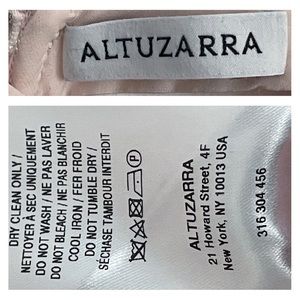 ALTUZARRA
DRY CLEAN ONLY /
NETTOYER À SEC UNIQUEMENT
DO NOT WASH / NE PAS LAVER
DO NOT BLEACH / NE PAS BLANCHIR
COOL IRON / FER FROID
DO NOT TUMBLE DRY /
SÉCHAGE TAMBOUR INTERDIT
P
ALTUZARRA
21 Howard Street, 4F
New York, NY 10013 USA
316 304 456